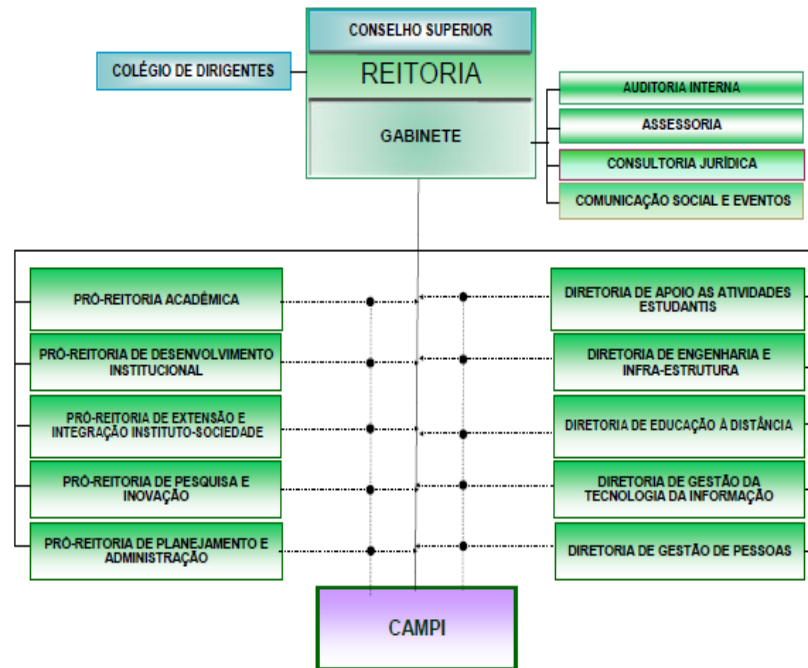 CONSELHO SUPERIOR
COLÉGIO DE DIRIGENTES
REITORIA
GABINETE
AUDITORIA INTERNA
ASSESSORIA
CONSULTORIA JURÍDICA
COMUNICAÇÃO SOCIAL E EVENTOS
PRÓ-REITORIA ACADÊMICA
PRÓ-REITORIA DE DESENVOLVIMENTO
INSTITUCIONAL
PRÓ-REITORIA DE EXTENSÃO E
INTEGRAÇÃO INSTITUTO-SOCIEDADE
PRÓ-REITORIA DE PESQUISA E
INOVAÇÃO
PRÓ-REITORIA DE PLANEJAMENTO E
ADMINISTRAÇÃO
DIRETORIA DE APOIO AS ATIVIDADES
ESTUDANTIS
DIRETORIA DE ENGENHARIA E
INFRA-ESTRUTURA
DIRETORIA DE EDUCAÇÃO À DISTÂNCIA
DIRETORIA DE GESTÃO DA
TECNOLOGIA DA INFORMAÇÃO
DIRETORIA DE GESTÃO DE PESSOAS
CAMPI